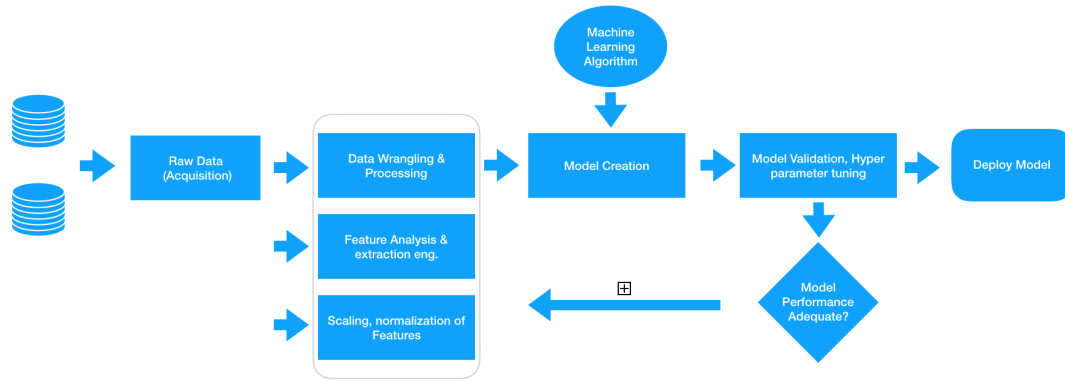 Machine
Learning
Algorithm
Raw Data
(Acquisition)
Data Wrangling &
Processing
Model Creation
Model Validation, Hyper
parameter tuning
Deploy Model
Feature Analysis &
extraction eng.
Scaling, normalization of
Features
Model
Performance
Adequate?